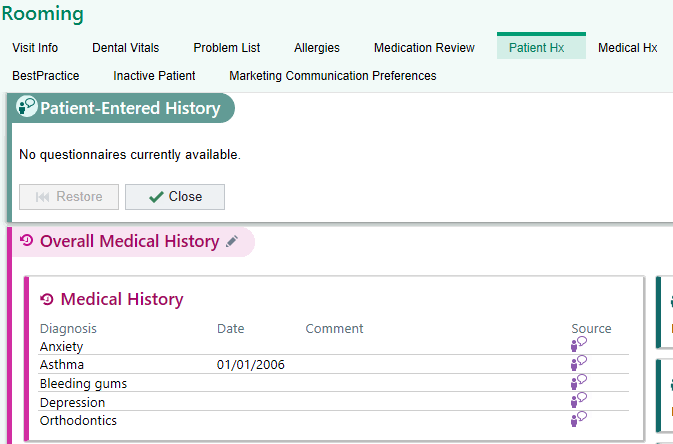 Rooming
Visit Info Dental Vitals Problem List Allergies Medication Review Patient Hx Medical Hx
BestPractice Inactive Patient Marketing Communication Preferences
Patient-Entered History
No questionnaires currently available.
Restore Close
Overall Medical History
Medical History
Diagnosis Date Comment Source
Anxiety
Asthma 01/01/2006
Bleeding gums
Depression
Orthodontics